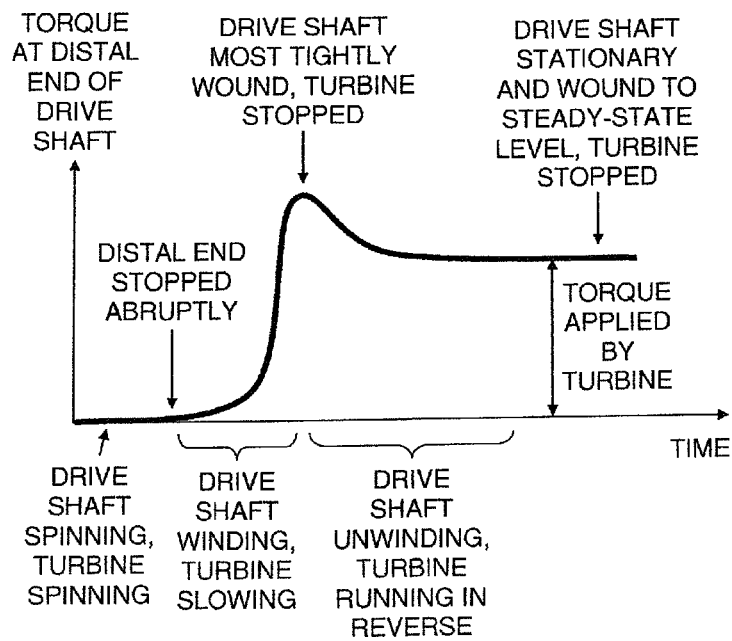 TORQUE
AT DISTAL
END OF
DRIVE
SHAFT
DRIVE SHAFT
MOST TIGHTLY
WOUND, TURBINE
STOPPED
DRIVE SHAFT
STATIONARY
AND WOUND TO
STEADY-STATE
LEVEL, TURBINE
STOPPED
DISTAL END
STOPPED
ABRUPTLY
TORQUE
APPLIED
BY
TURBINE
TIME
DRIVE
SHAFT
SPINNING,
TURBINE
SPINNING
DRIVE
SHAFT
WINDING,
TURBINE
SLOWING
DRIVE
SHAFT
UNWINDING,
TURBINE
RUNNING IN
REVERSE